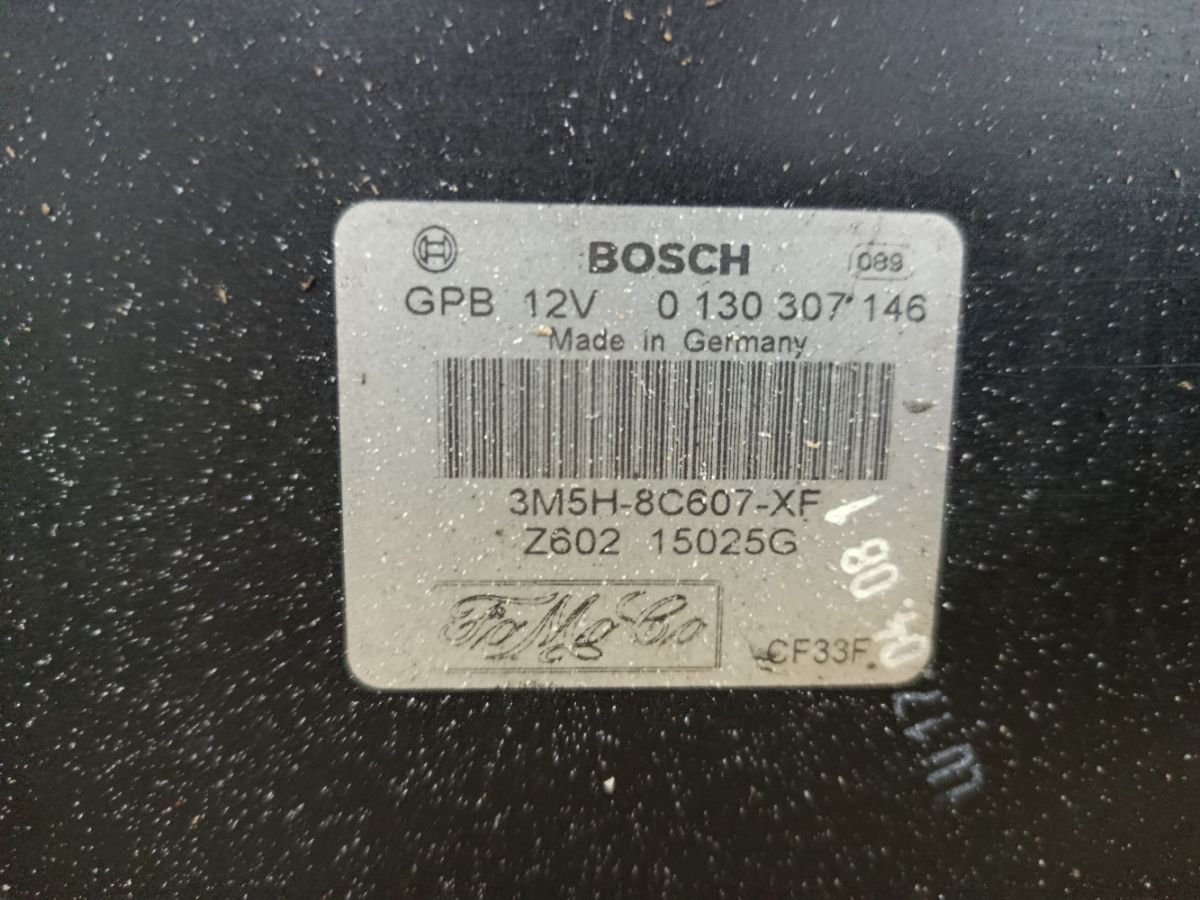 BOSCH
089
GPB 12V 0 130 307 146
Made in Germany
3M5H-8C607-XF
Z602 15025G
FoMoCo
CF33F